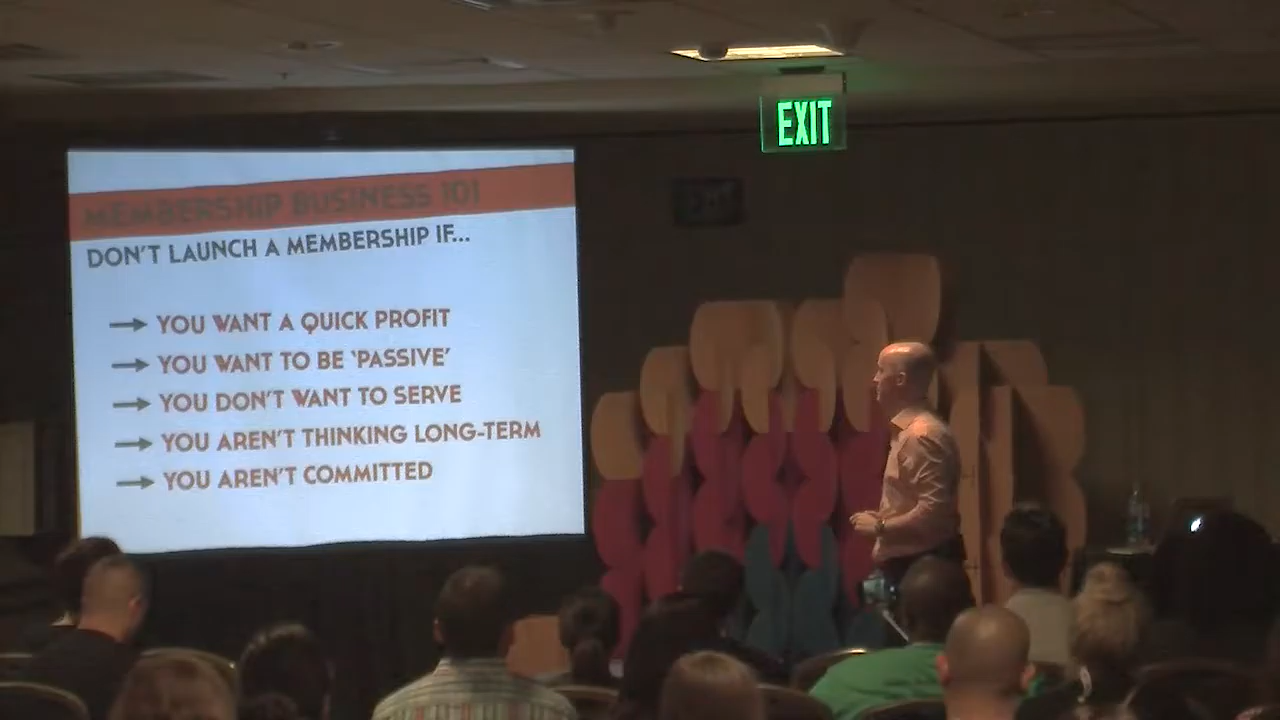 EXIT
MEMBERSHIP BUSINESS 101
DON'T LAUNCH A MEMBERSHIP IF...
→ YOU WANT A QUICK PROFIT
→ YOU WANT TO BE 'PASSIVE'
→ YOU DON'T WANT TO SERVE
→ YOU AREN'T THINKING LONG-TERM
→ YOU AREN'T COMMITTED